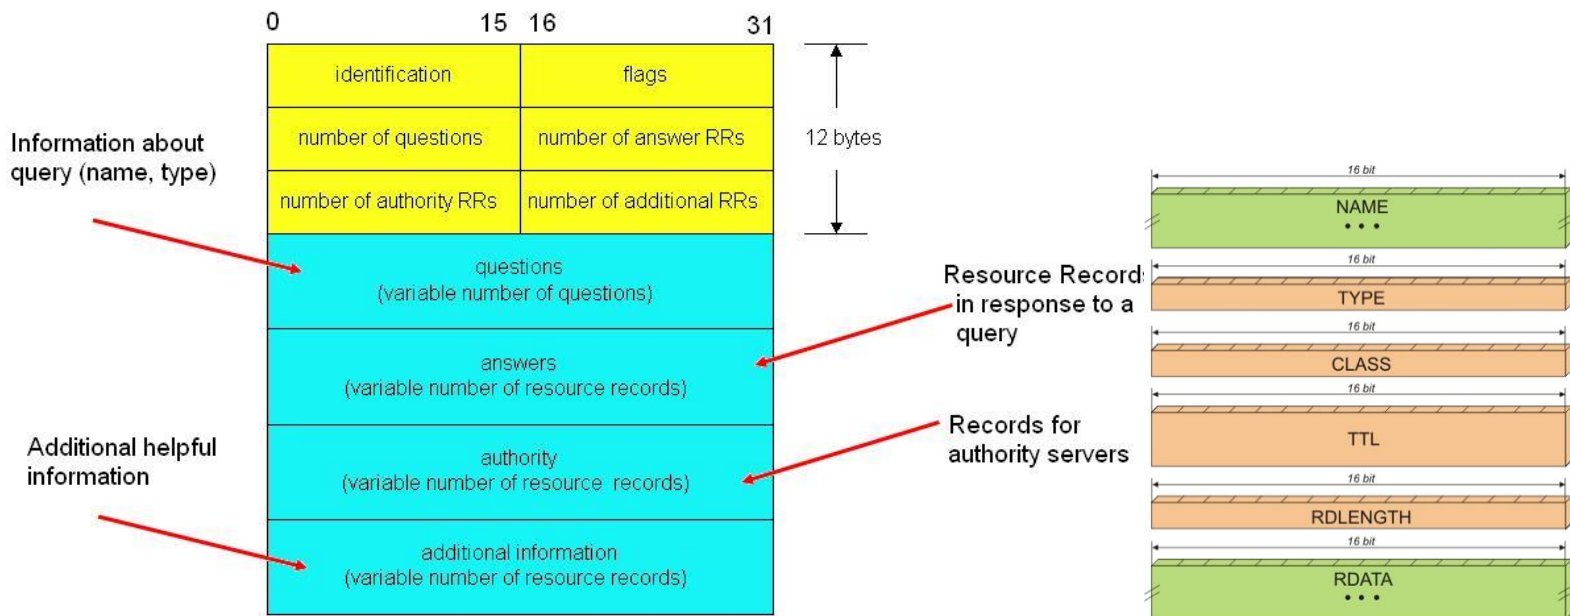 0
15
16
31
identification
flags
number of questions
number of answer RRs
12 bytes
number of authority RRs
number of additional RRs
Information about
query (name, type)
questions
(variable number of questions)
Resource Records
in response to a
query
answers
(variable number of resource records)
Records for
authority servers
authority
(variable number of resource records)
Additional helpful
information
additional information
(variable number of resource records)
16 bit
NAME
• • •
16 bit
TYPE
16 bit
CLASS
16 bit
TTL
16 bit
RDLENGTH
16 bit
RDATA
• • •